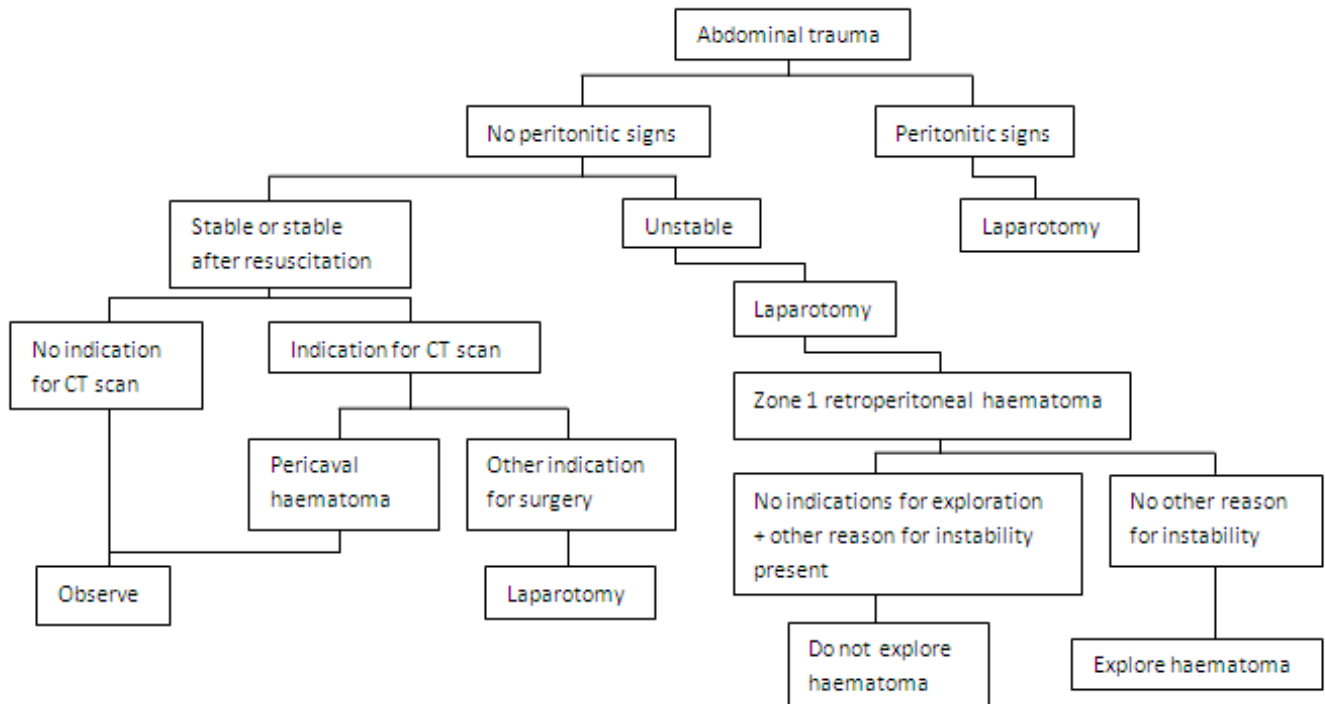 Abdominal trauma
No peritonitic signs
Peritonitic signs
Stable or stable
after resuscitation
Unstable
Laparotomy
Laparotomy
No indication
for CT scan
Indication for CT scan
Zone 1 retroperitoneal haematoma
Pericaval
haematoma
Other indication
for surgery
No indications for exploration
+ other reason for instability
present
No other reason
for instability
Observe
Laparotomy
Do not explore
haematoma
Explore haematoma